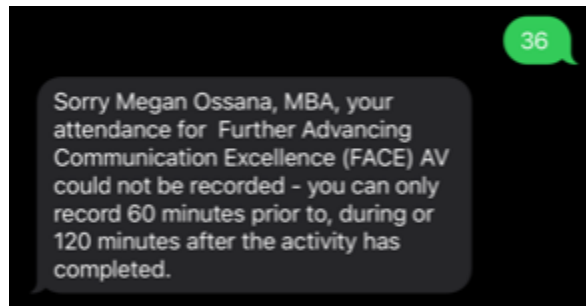 36
Sorry Megan Ossana, MBA, your
attendance for Further Advancing
Communication Excellence (FACE) AV
could not be recorded - you can only
record 60 minutes prior to, during or
120 minutes after the activity has
completed.